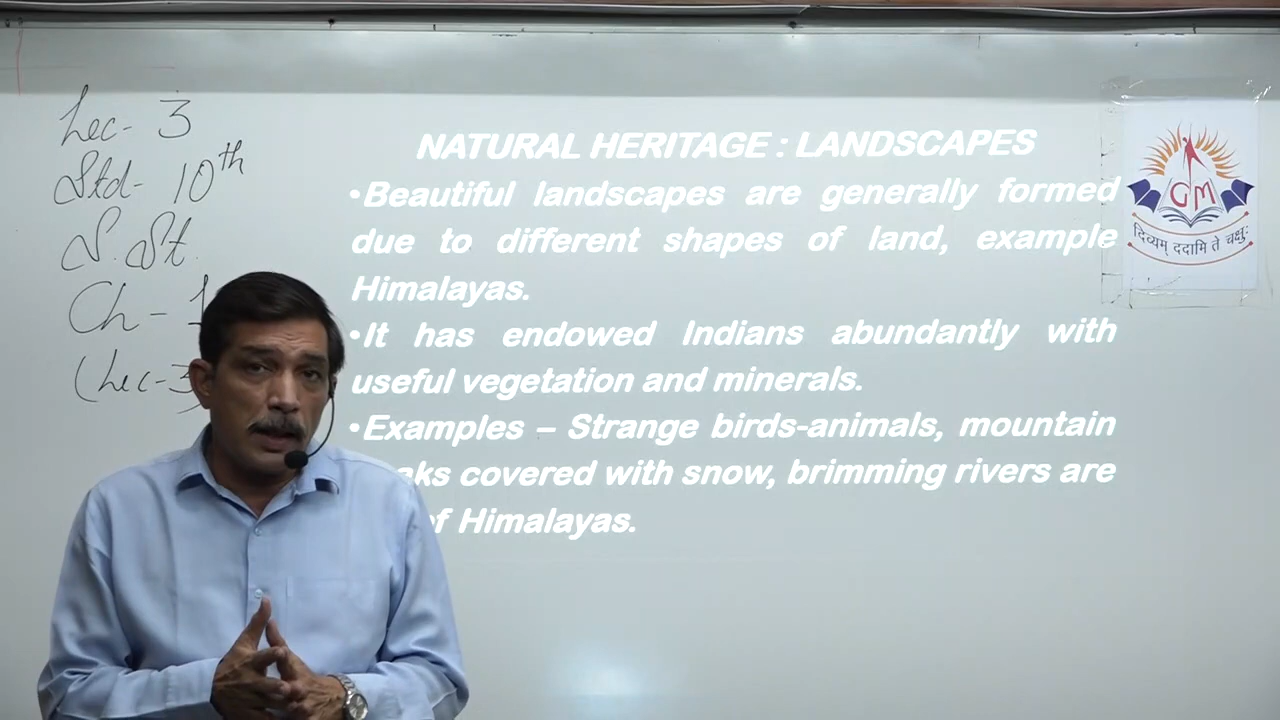 Lec- 3
Std- 10th
S. St.
Ch - 1
(Lec-3)
NATURAL HERITAGE : LANDSCAPES
•Beautiful landscapes are generally formed
due to different shapes of land, example
Himalayas.
•It has endowed Indians abundantly with
useful vegetation and minerals.
•Examples – Strange birds-animals, mountain
covered with snow, brimming rivers are
of Himalayas.
GM
दिव्यम् ददामि ते चक्षुः